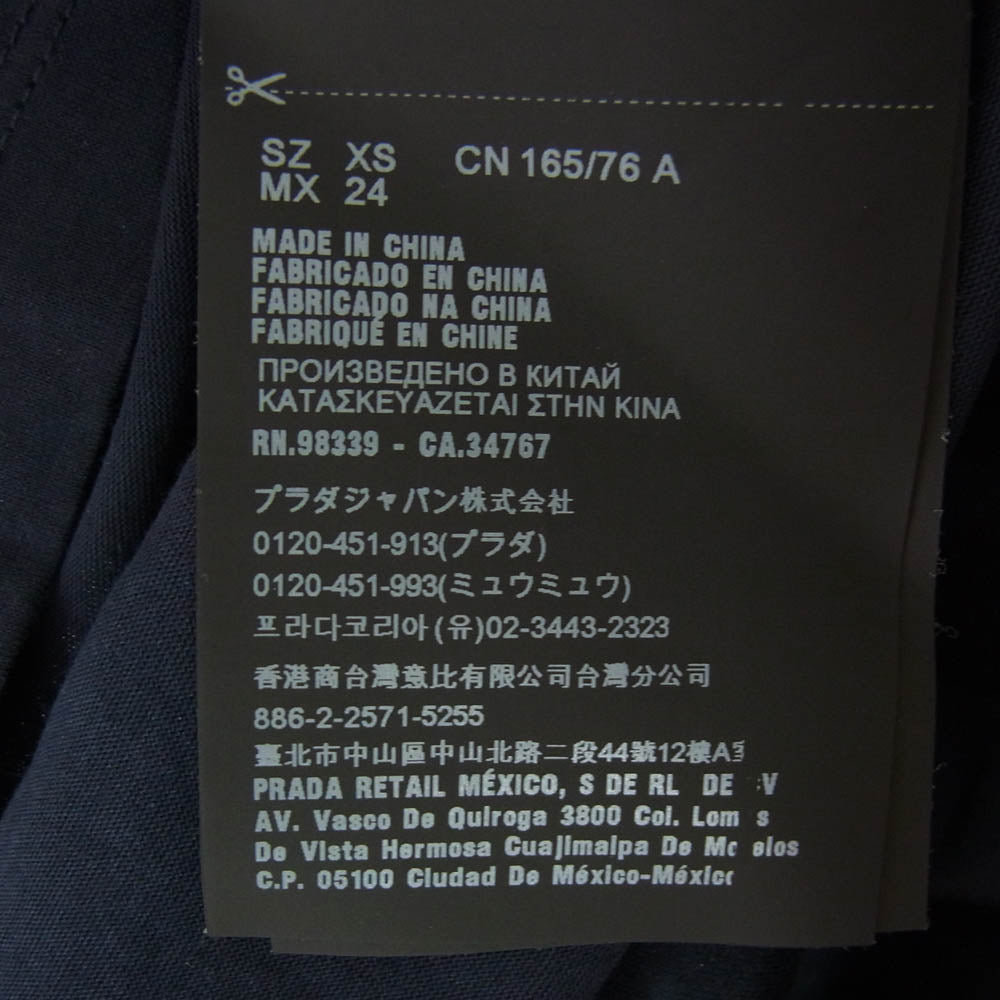 SZ XS CN 165/76 A
MX 24
MADE IN CHINA
FABRICADO EN CHINA
FABRICADO NA CHINA
FABRIQUÉ EN CHINE
ПРОИЗВЕДЕНО В КИТАЙ
ΚΑΤΑΣΚΕΥΑΖΕΤΑΙ ΣΤΗΝ ΚΙΝΑ
RN.98339 - CA.34767
プラダジャパン株式会社
0120-451-913(プラダ)
0120-451-993(ミュウミュウ)
프라다코리아(유)02-3443-2323
香港商台灣意比有限公司台灣分公司
886-2-2571-5255
臺北市中山區中山北路二段44號12樓A
PRADA RETAIL MÉXICO, S DE RL DE V
AV. Vasco De Quiroga 3800 Col.
De Vista Hermosa Cuajimalpa De
C.P. 05100 Ciudad De México-México